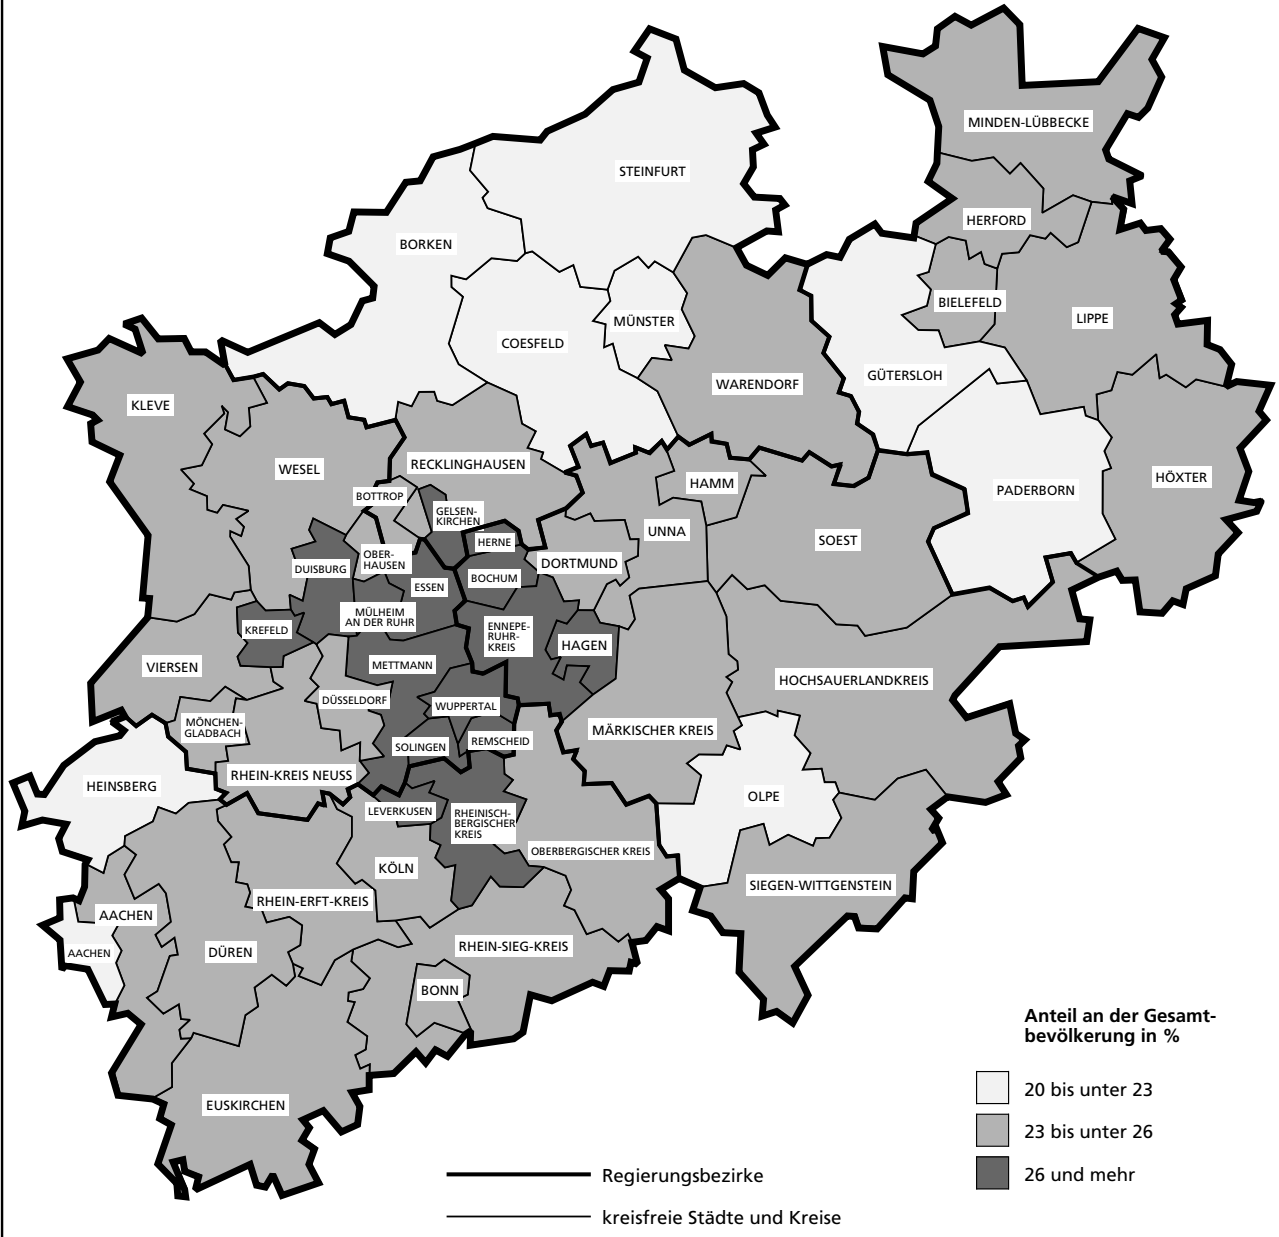 MINDEN-LÜBBECKE
STEINFURT
HERFORD
BORKEN
BIELEFELD
MÜNSTER
LIPPE
COESFELD
GÜTERSLOH
WARENDORF
KLEVE
RECKLINGHAUSEN
WESEL
HÖXTER
HAMM
PADERBORN
BOTTROP
GELSEN-
KIRCHEN
UNNA
SOEST
HERNE
OBER-
HAUSEN
DORTMUND
DUISBURG
BOCHUM
ESSEN
MÜLHEIM
AN DER RUHR
KREFELD
ENNEPE-
RUHR-
KREIS
HAGEN
VIERSEN
METTMANN
HOCHSAUERLANDKREIS
DÜSSELDORF
WUPPERTAL
MÖNCHEN-
GLADBACH
MÄRKISCHER KREIS
SOLINGEN
REMSCHEID
RHEIN-KREIS NEUSS
HEINSBERG
OLPE
LEVERKUSEN
RHEINISCH-
BERGISCHER
KREIS
OBERBERGISCHER KREIS
KÖLN
SIEGEN-WITTGENSTEIN
RHEIN-ERFT-KREIS
AACHEN
RHEIN-SIEG-KREIS
AACHEN
DÜREN
BONN
EUSKIRCHEN
Anteil an der Gesamt-
bevölkerung in %
20 bis unter 23
23 bis unter 26
26 und mehr
Regierungsbezirke
kreisfreie Städte und Kreise